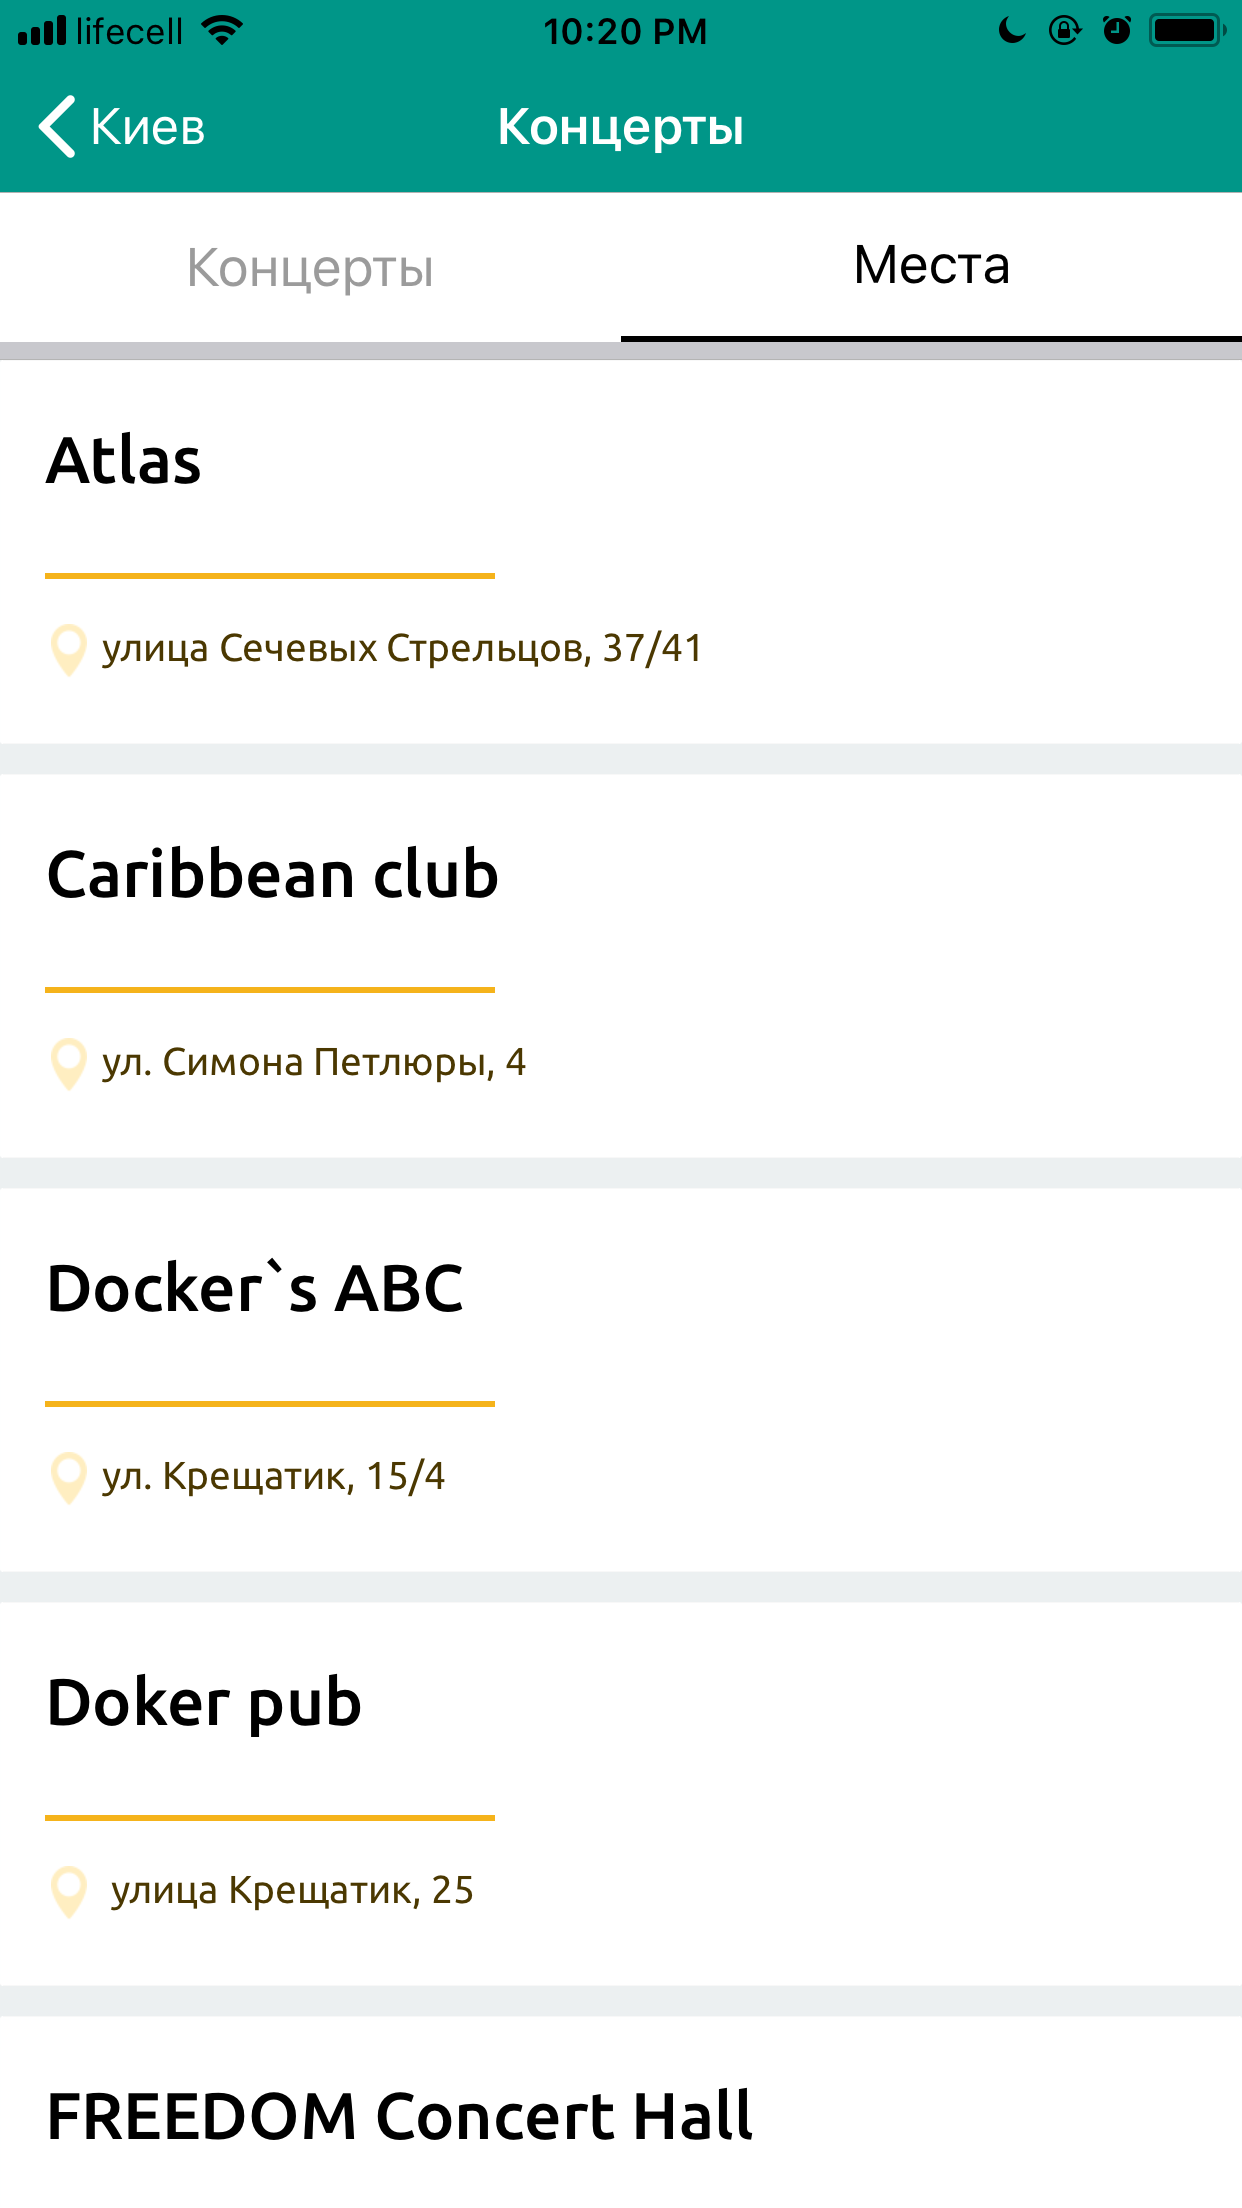 lifecell 10:20 PM
Киев Концерты
Концерты Места
Atlas
улица Сечевых Стрельцов, 37/41
Caribbean club
ул. Симона Петлюры, 4
Docker`s ABC
ул. Крещатик, 15/4
Doker pub
улица Крещатик, 25
FREEDOM Concert Hall